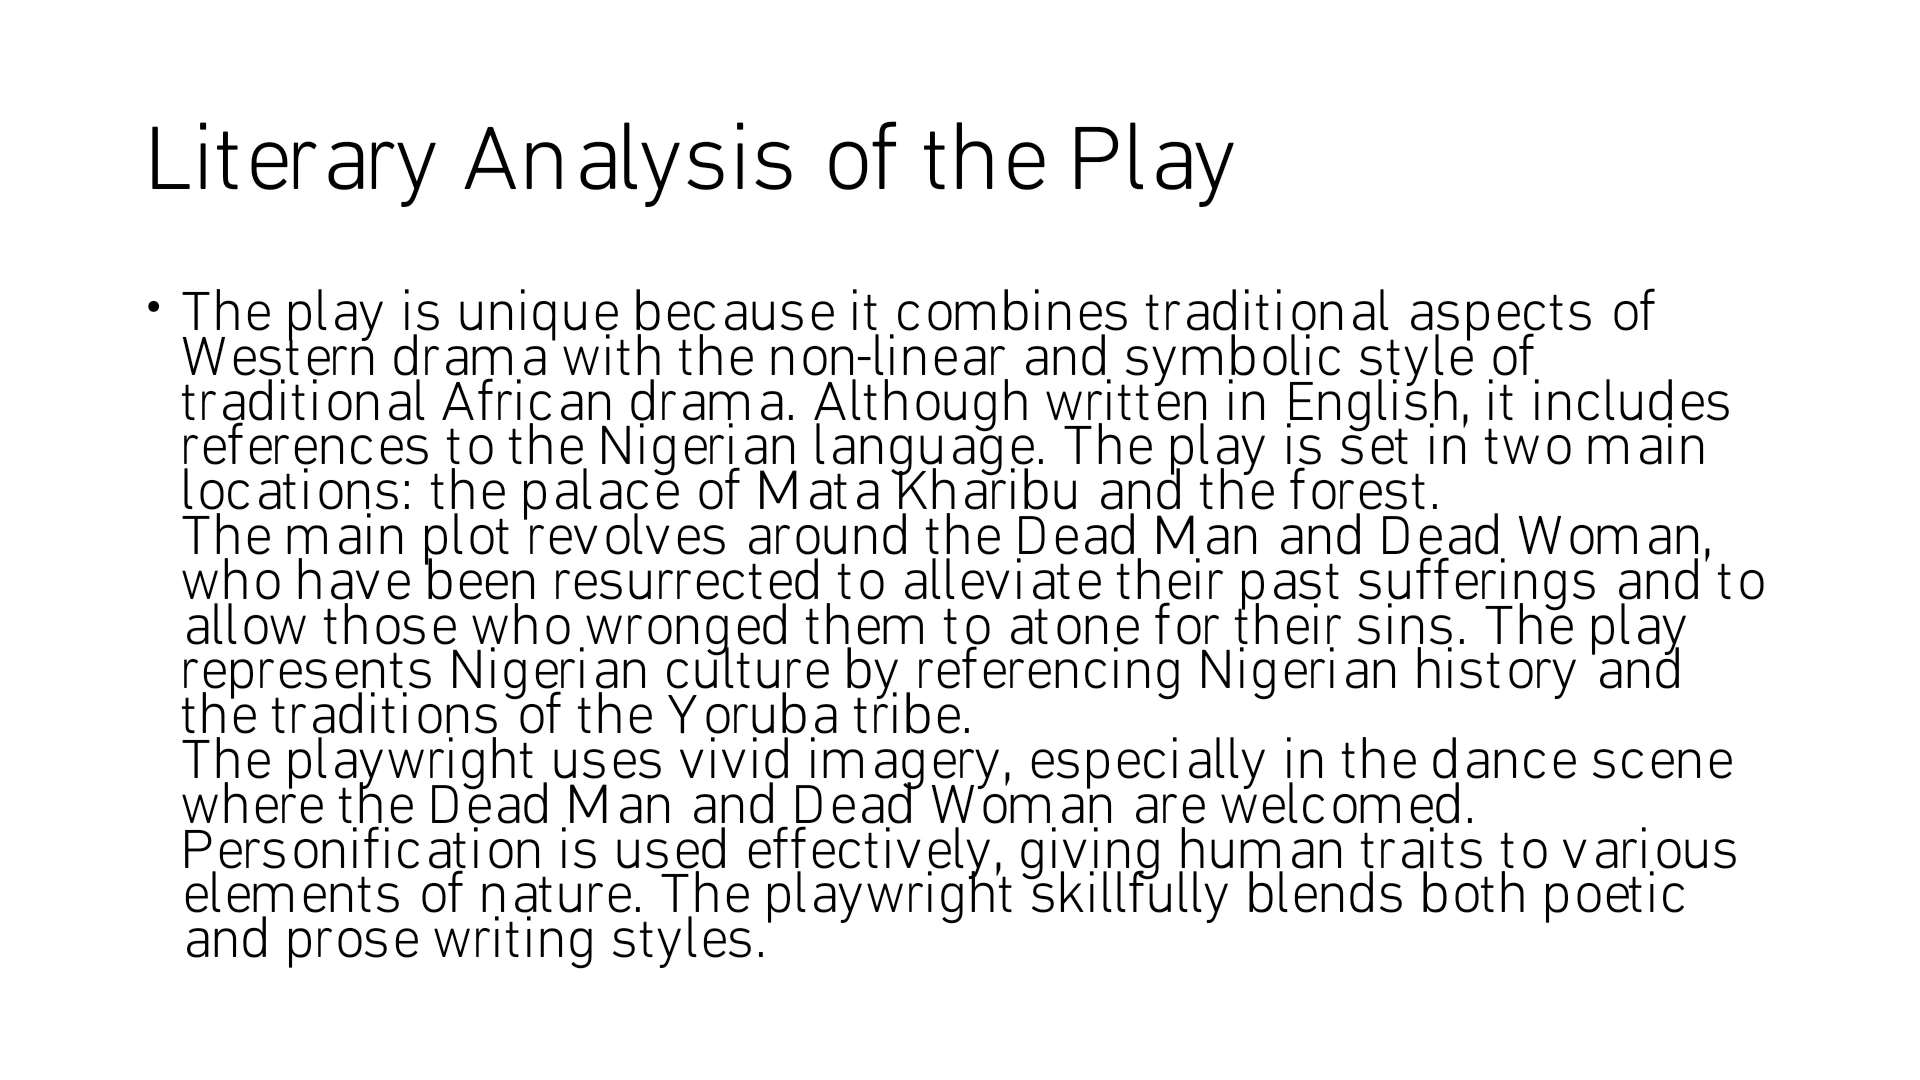 Literary Analysis of the Play
• The play is unique because it combines traditional aspects of
Western drama with the non-linear and symbolic style of
traditional African drama. Although written in English, it includes
references to the Nigerian language. The play is set in two main
locations: the palace of Mata Kharibu and the forest.
The main plot revolves around the Dead Man and Dead Woman,
who have been resurrected to alleviate their past sufferings and to
allow those who wronged them to atone for their sins. The play
represents Nigerian culture by referencing Nigerian history and
the traditions of the Yoruba tribe.
The playwright uses vivid imagery, especially in the dance scene
where the Dead Man and Dead Woman are welcomed.
Personification is used effectively, giving human traits to various
elements of nature. The playwright skillfully blends both poetic
and prose writing styles.